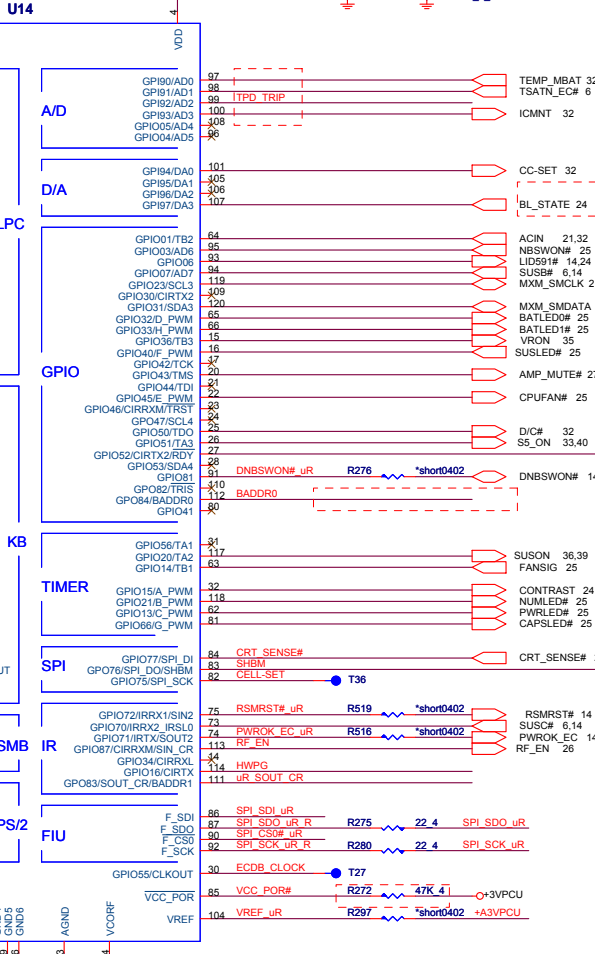 U14
4
VDD
A/D
GPI90/AD0 97 TEMP_MBAT 32
GPI91/AD1 98 TSATN_EC# 6
GPI92/AD2 99 TPD_TRIP
GPI93/AD3 100 ICMNT 32
GPIO05/AD4 108
GPIO04/AD5 96
D/A
GPI94/DA0 101 CC-SET 32
GPI95/DA1 105
GPI96/DA2 106
GPI97/DA3 107 BL_STATE 24
LPC
GPIO01/TB2 64 ACIN 21,32
GPIO03/AD6 95 NBSWON# 25
GPIO06 93 LID591# 14,24
GPIO07/AD7 94 SUSB# 6,14
GPIO23/SCL3 119 MXM_SMCLK 2
GPIO30/CIRTX2 109
GPIO31/SDA3 120 MXM_SMDATA
GPIO32/D_PWM 65 BATLED0# 25
GPIO33/H_PWM 66 BATLED1# 25
GPIO36/TB3 15 VRON 35
GPIO40/F_PWM 16 SUSLED# 25
GPIO42/TCK 17
GPIO
GPIO43/TMS 20 AMP_MUTE# 27
GPIO44/TDI 21
GPIO45/E_PWM 22 CPUFAN# 25
GPIO46/CIRRXM/TRST 23
GPO47/SCL4 24
GPIO50/TDO 25 D/C# 32
GPIO51/TA3 26 S5_ON 33,40
GPIO52/CIRTX2/RDY 27
GPIO53/SDA4 28
GPIO81 91 DNBSWON#_uR R276 *short0402 DNBSWON# 14
GPO82/TRIS 110
GPO84/BADDR0 112 BADDR0
GPIO41 80
KB
GPIO56/TA1 31
GPIO20/TA2 117 SUSON 36,39
GPIO14/TB1 63 FANSIG 25
TIMER
GPIO15/A_PWM 32 CONTRAST 24
GPIO21/B_PWM 118 NUMLED# 25
GPIO13/C_PWM 62 PWRLED# 25
GPIO66/G_PWM 81 CAPSLED# 25
SPI
GPIO77/SPI_DI 84 CRT_SENSE# CRT_SENSE#
GPO76/SPI_DO/SHBM 83 SHBM
GPIO75/SPI_SCK 82 CELL-SET T36
UT
GPIO72/IRRX1/SIN2 75 RSMRST#_uR R519 *short0402 RSMRST# 14
GPIO70/IRRX2_IRSL0 73 SUSC# 6,14
GPIO71/IRTX/SOUT2 74 PWROK_EC_uR R516 *short0402 PWROK_EC 14
SMB
IR
GPIO87/CIRRXM/SIN_CR 113 RF_EN RF_EN 26
GPIO34/CIRRXL 14
GPIO16/CIRTX 114 HWPG
GPO83/SOUT_CR/BADDR1 111 uR_SOUT_CR
PS/2
FIU
F_SDI 86 SPI_SDI_uR
F_SDO 87 SPI_SDO_uR_R R275 22_4 SPI_SDO_uR
F_CS0 90 SPI_CS0#_uR
F_SCK 92 SPI_SCK_uR_R R280 22_4 SPI_SCK_uR
GPIO55/CLKOUT 30 ECDB_CLOCK T27
VCC_POR 85 VCC_POR# R272 47K_4 +3VPCU
VREF 104 VREF_uR R297 *short0402 +A3VPCU
GND5
GND6
AGND
VCORF